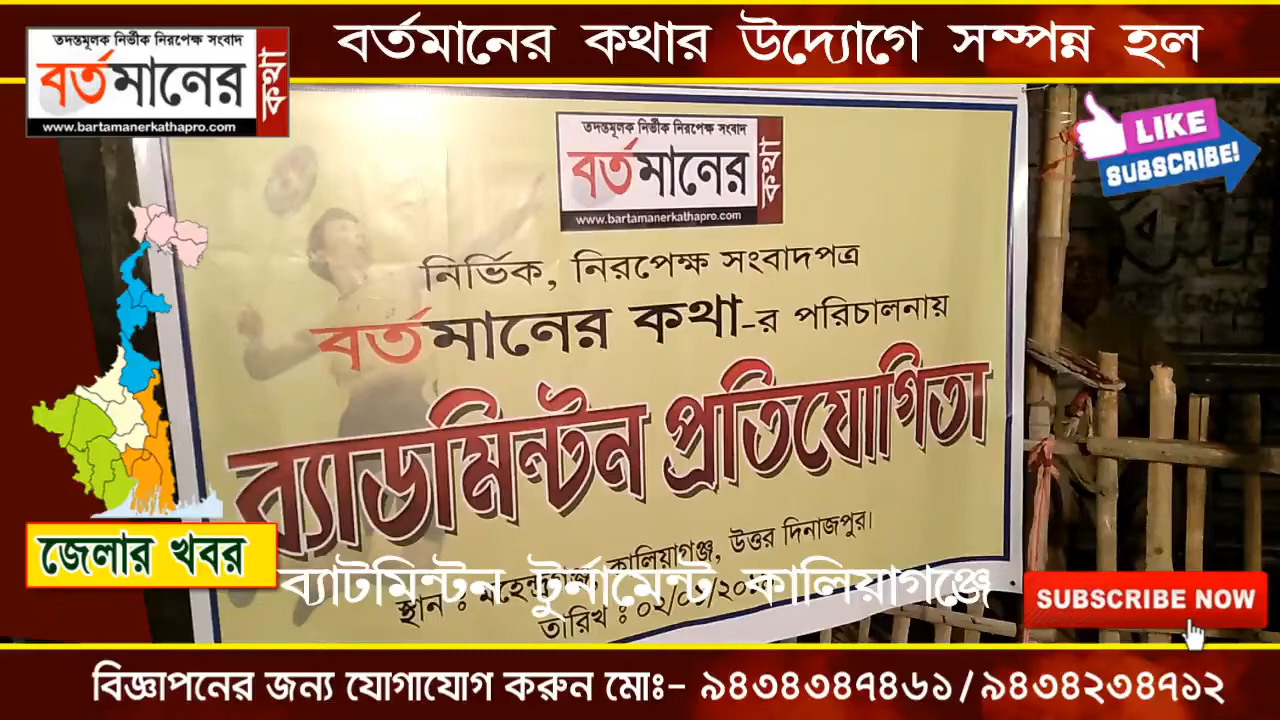 তদন্তমূলক নির্ভীক নিরপেক্ষ সংবাদ
বর্তমানের কথা
www.bartamanerkathapro.com
বর্তমানের কথার উদ্যোগে সম্পন্ন হল
LIKE
SUBSCRIBE!
তদন্তমূলক নির্ভীক নিরপেক্ষ সংবাদ
বর্তমানের কথা
www.bartamanerkathapro.com
নির্ভিক, নিরপেক্ষ সংবাদপত্র
বর্তমানের কথা-র পরিচালনায়
ব্যাডমিন্টন প্রতিযোগিতা
স্থান : মহেন্দ্রগঞ্জ, কালিয়াগঞ্জ, উত্তর দিনাজপুর।
তারিখ :
জেলার খবর
ব্যাটমিন্টন টুর্নামেন্ট কালিয়াগঞ্জে
SUBSCRIBE NOW
বিজ্ঞাপনের জন্য যোগাযোগ করুন মোঃ- ৯৪৩৪৩৪৭৪৬১/৯৪৩৪২৩৪৭১২